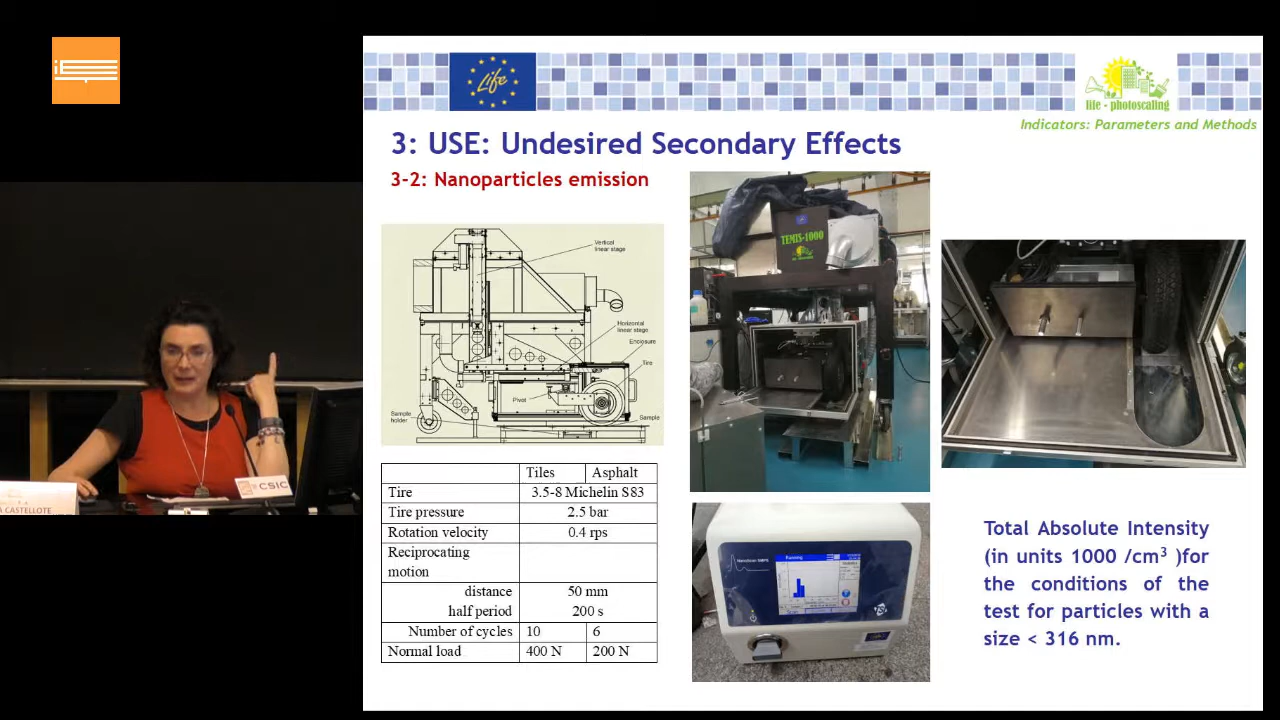 Life
life - photoscaling
Indicators: Parameters and Methods
3: USE: Undesired Secondary Effects
3-2: Nanoparticles emission
Vertical
linear stage
Horizontal
linear stage
Enclosure
Tire
Pivot
Sample
holder
Sample
TEMIS-1000
Tiles Asphalt
Tire 3.5-8 Michelin S83
Tire pressure 2.5 bar
Rotation velocity 0.4 rps
Reciprocating
motion
distance 50 mm
half period 200 s
Number of cycles 10 6
Normal load 400 N 200 N
Total Absolute Intensity
(in units 1000 /cm³ )for
the conditions of the
test for particles with a
size < 316 nm.
A CASTELLOTE
CSIC